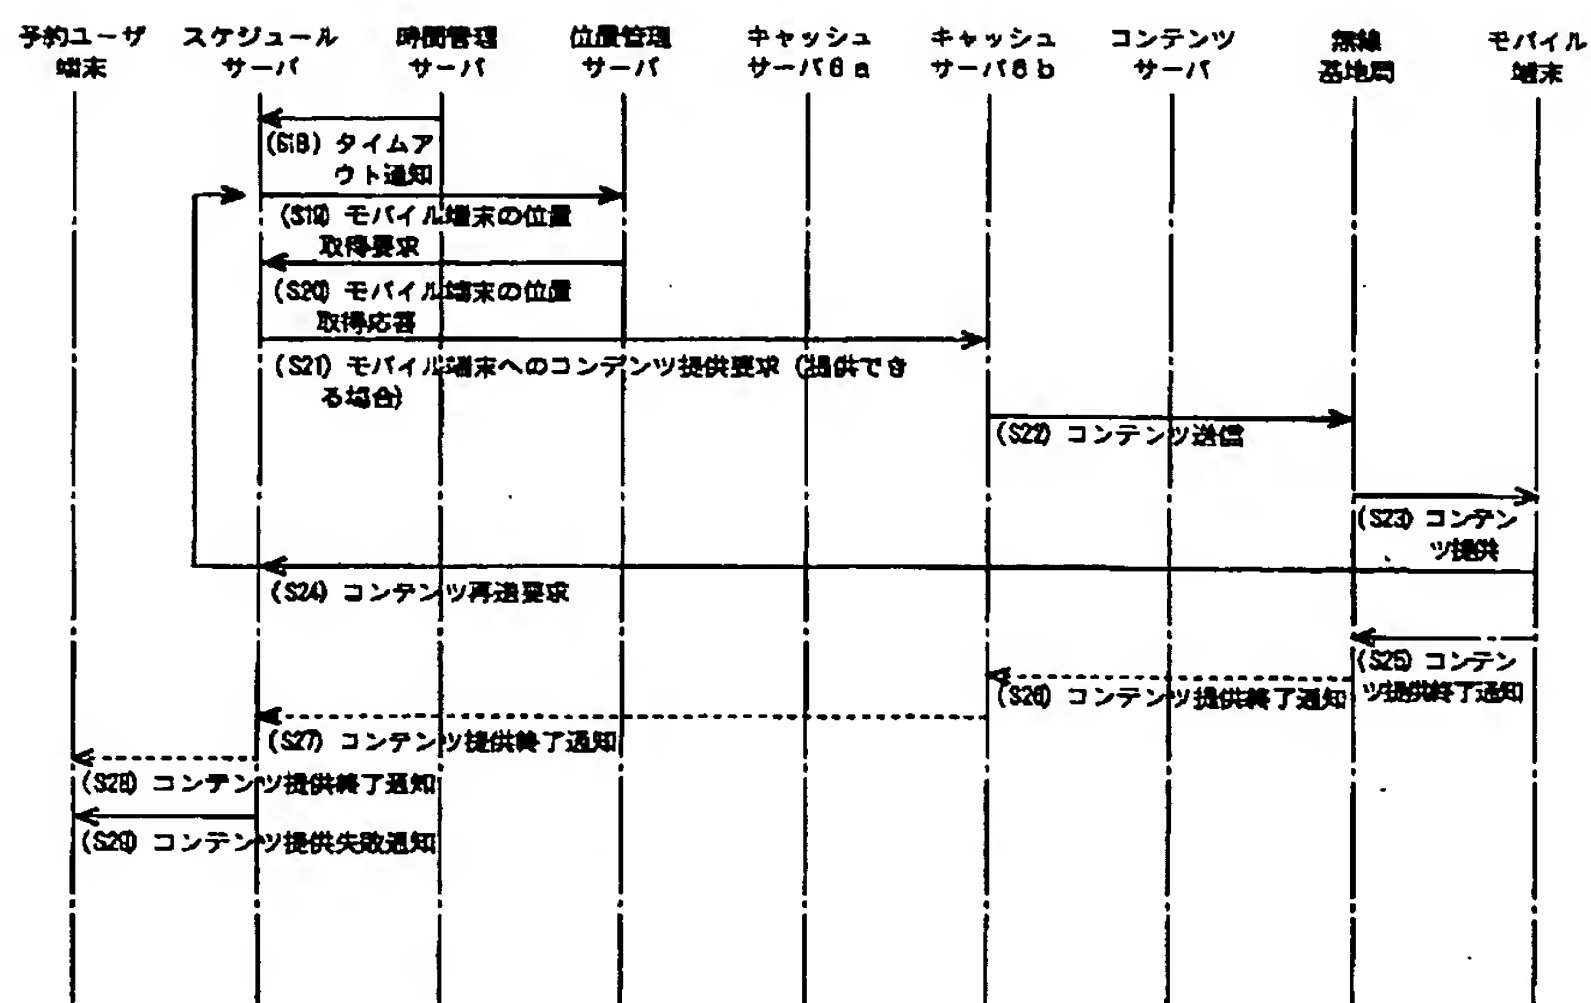 予約ユーザ
端末
スケジュール
サーバ
時間管理
サーバ
位置管理
サーバ
キャッシュ
サーバ6a
キャッシュ
サーバ6b
コンテンツ
サーバ
無線
基地局
モバイル
端末
(S18) タイムア
ウト通知
(S19) モバイル端末の位置
取得要求
(S20) モバイル端末の位置
取得応答
(S21) モバイル端末へのコンテンツ提供要求 (提供でき
る場合)
(S22) コンテンツ送信
(S23) コンテン
ツ提供
(S24) コンテンツ再送要求
(S25) コンテン
ツ提供終了通知
(S26) コンテンツ提供終了通知
(S27) コンテンツ提供終了通知
(S28) コンテンツ提供終了通知
(S29) コンテンツ提供失敗通知